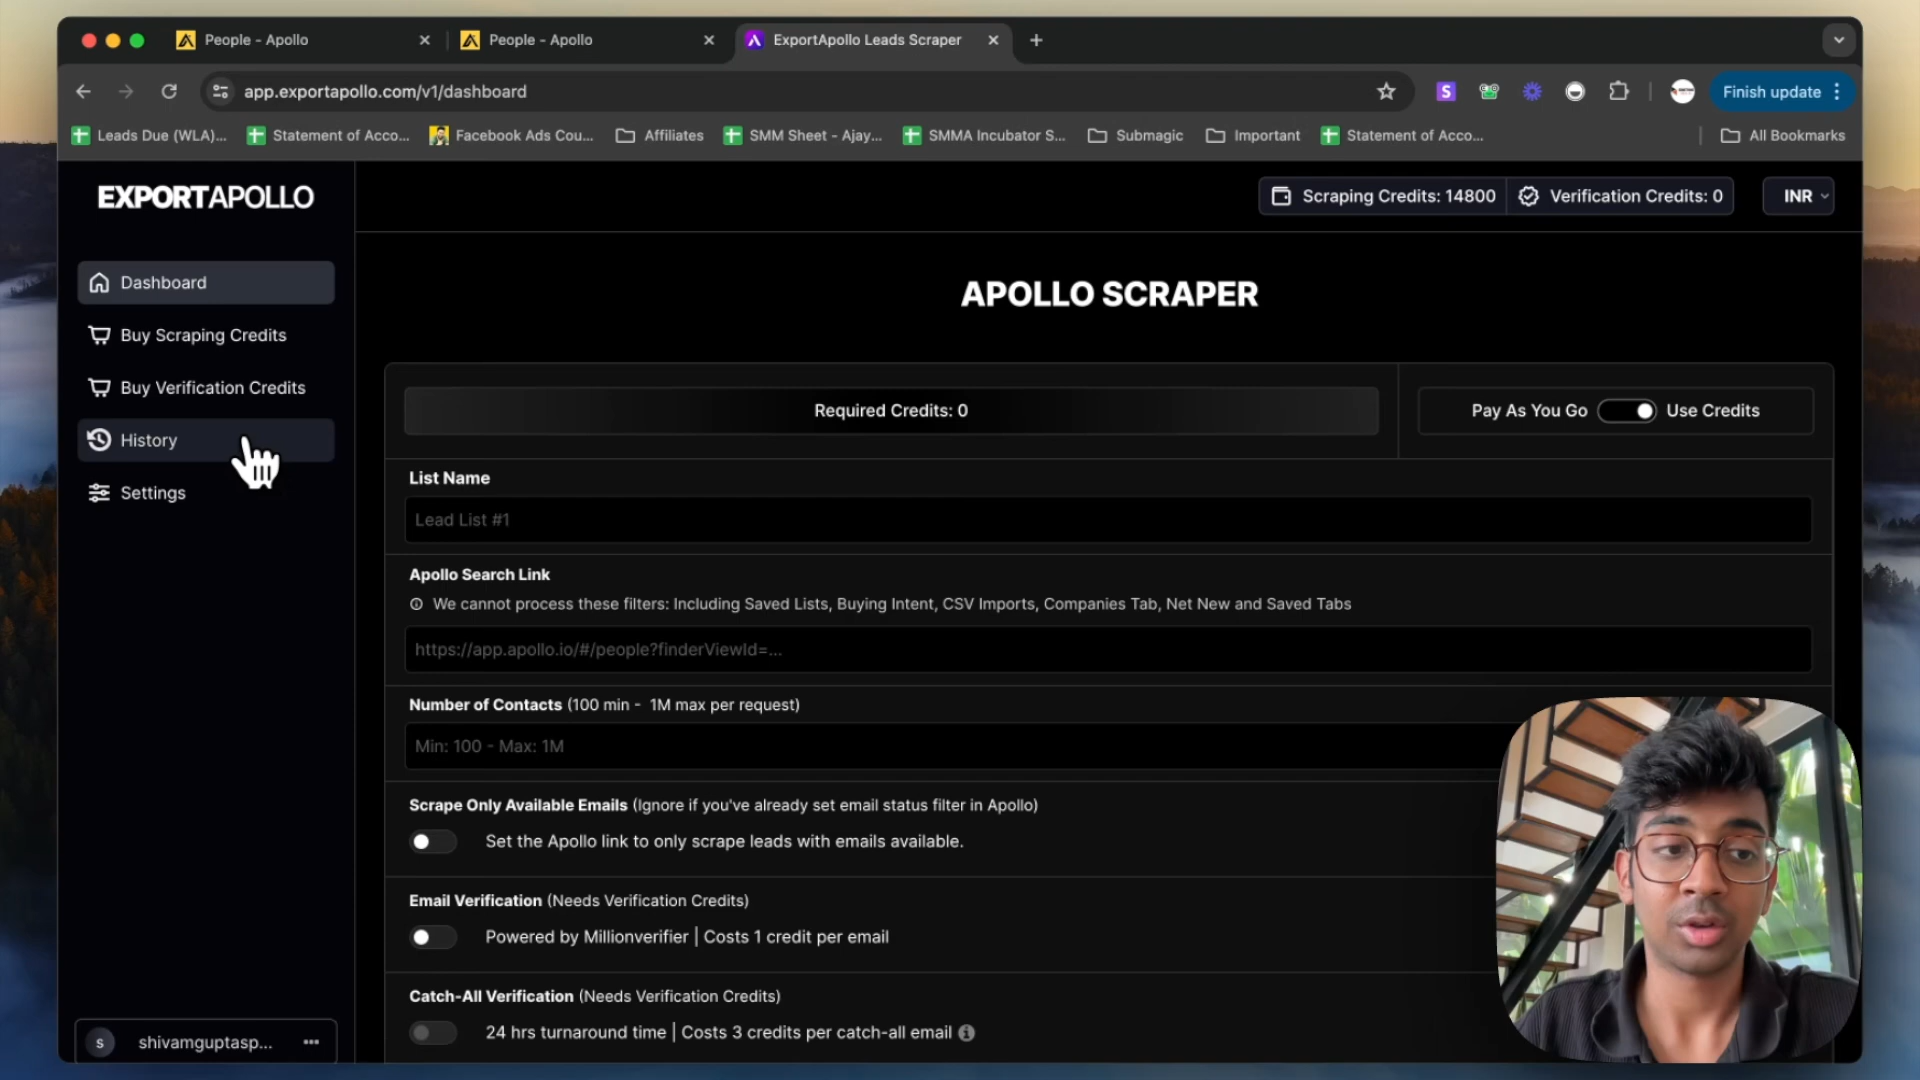 People - Apollo
People - Apollo
ExportApollo Leads Scraper
app.exportapollo.com/v1/dashboard
S
Finish update
Leads Due (WLA)...
Statement of Acco...
Facebook Ads Cou...
Affiliates
SMM Sheet - Ajay,...
SMMA Incubator S...
Submagic
Important
Statement of Acco...
All Bookmarks
EXPORTAPOLLO
Scraping Credits: 14800
Verification Credits: 0
INR
Dashboard
Buy Scraping Credits
Buy Verification Credits
History
Settings
APOLLO SCRAPER
Required Credits: 0
Pay As You Go
Use Credits
List Name
Lead List #1
Apollo Search Link
We cannot process these filters: Including Saved Lists, Buying Intent, CSV Imports, Companies Tab, Net New and Saved Tabs
https://app.apollo.io/#/people?finderViewId=...
Number of Contacts (100 min - 1M max per request)
Min: 100 - Max: 1M
Scrape Only Available Emails (Ignore if you've already set email status filter in Apollo)
Set the Apollo link to only scrape leads with emails available.
Email Verification (Needs Verification Credits)
Powered by Millionverifier | Costs 1 credit per email
Catch-All Verification (Needs Verification Credits)
24 hrs turnaround time | Costs 3 credits per catch-all email
s
shivamguptasp...